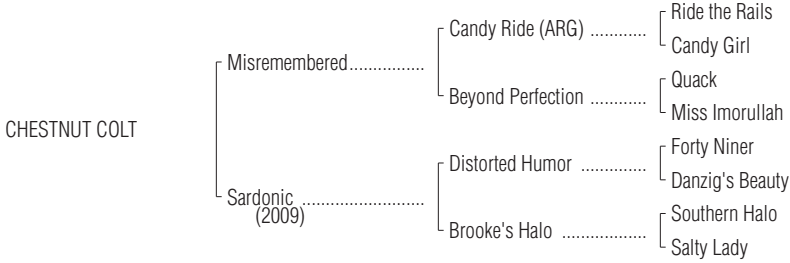 Ride the Rails
Candy Ride (ARG) ............
Candy Girl
Misremembered................
Quack
Beyond Perfection ............
Miss Imorullah
CHESTNUT COLT
Forty Niner
Distorted Humor ..............
Danzig's Beauty
Sardonic ..........................
(2009)
Southern Halo
Brooke's Halo ..................
Salty Lady